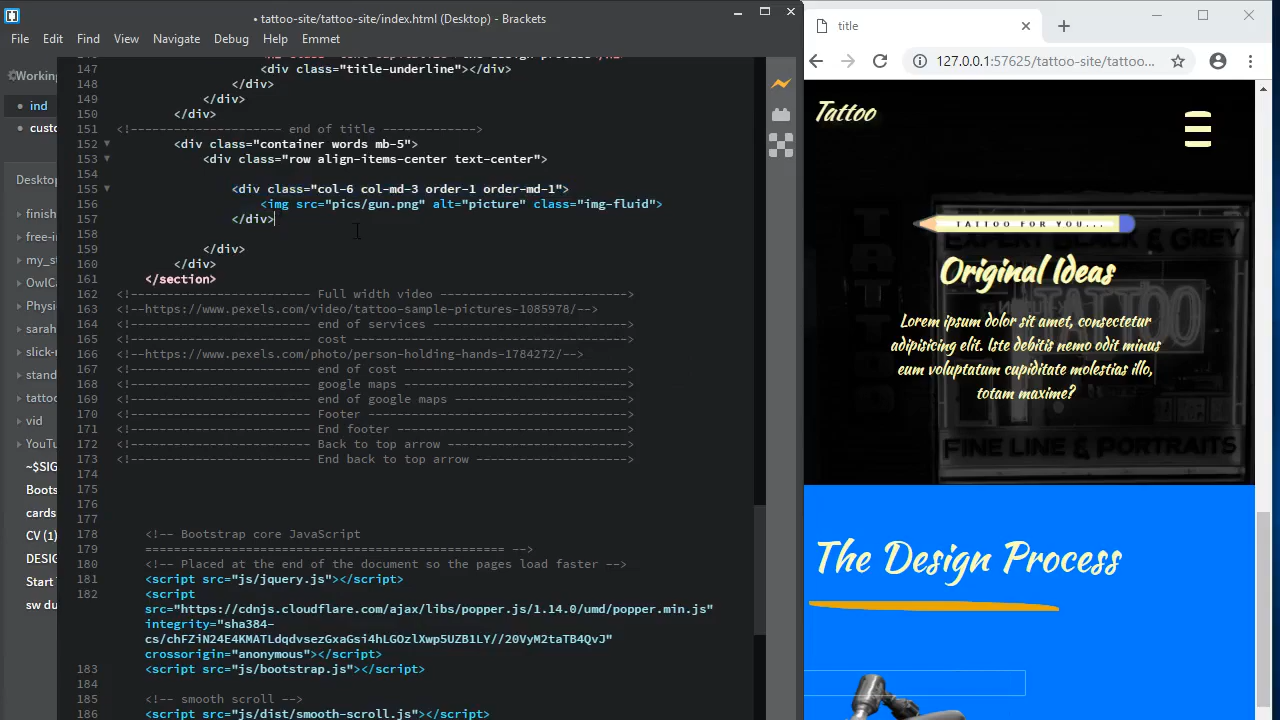 • tattoo-site/tattoo-site/index.html (Desktop) - Brackets
File Edit Find View Navigate Debug Help Emmet
Working
ind
custo
Desktop
finish
free-in
my_st
OwlCa
Physio
sarah
slick-r
stand
tattoo
vid
YouTu
~$SIG
Boots
cards
CV (1)
DESIG
Start
sw du
147 <div class="title-underline"></div>
148 </div>
149 </div>
150 </div>
151 <!--------------------- end of title ------------->
152 <div class="container words mb-5">
153 <div class="row align-items-center text-center">
154
155 <div class="col-6 col-md-3 order-1 order-md-1">
156 <img src="pics/gun.png" alt="picture" class="img-fluid">
157 </div>
158
159 </div>
160 </div>
161 </section>
162 <!------------------------- Full width video -------------------------->
163 <!--https://www.pexels.com/video/tattoo-sample-pictures-1085978/-->
164 <!------------------------- end of services --------------------------->
165 <!------------------------- cost -------------------------------------->
166 <!--https://www.pexels.com/photo/person-holding-hands-1784272/-->
167 <!------------------------- end of cost ------------------------------->
168 <!------------------------- google maps ------------------------------->
169 <!------------------------- end of google maps ------------------------>
170 <!------------------------- Footer ------------------------------------>
171 <!------------------------- End footer -------------------------------->
172 <!------------------------- Back to top arrow ------------------------->
173 <!------------------------- End back to top arrow --------------------->
174
175
176
177
178 <!-- Bootstrap core JavaScript
179 ================================================== -->
180 <!-- Placed at the end of the document so the pages load faster -->
181 <script src="js/jquery.js"></script>
182 <script
src="https://cdnjs.cloudflare.com/ajax/libs/popper.js/1.14.0/umd/popper.min.js"
integrity="sha384-
cs/chFZiN24E4KMATLdqdvsezGxaGsi4hLGOzlXwp5UZB1LY//20VyM2taTB4QvJ"
crossorigin="anonymous"></script>
183 <script src="js/bootstrap.js"></script>
184
185 <!-- smooth scroll -->
186 <script src="js/dist/smooth-scroll.js"></script>
title
127.0.0.1:57625/tattoo-site/tattoo...
Tattoo
TATTOO FOR YOU...
EXPERT BLACK & GREY
Original Ideas
TATTOO
TATTOO
Lorem ipsum dolor sit amet, consectetur
adipisicing elit. Iste debitis nemo odit minus
eum voluptatum cupiditate molestias illo,
totam maxime?
FINE LINE & PORTRAITS
The Design Process